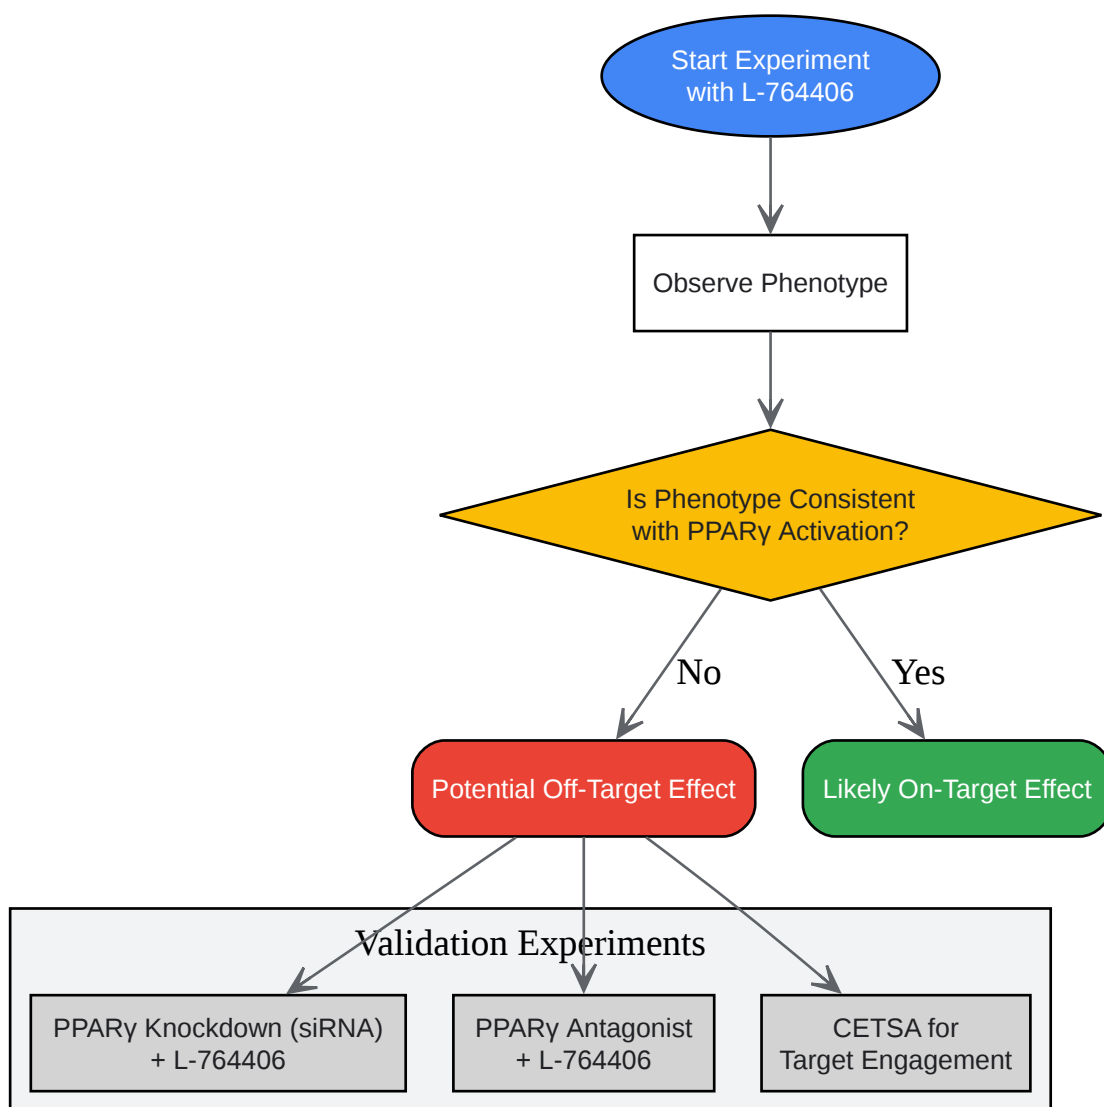 Start Experiment
with L-764406
Observe Phenotype
Is Phenotype Consistent
with PPARγ Activation?
No
Yes
Potential Off-Target Effect
Likely On-Target Effect
Validation Experiments
PPARγ Knockdown (siRNA)
+ L-764406
PPARγ Antagonist
+ L-764406
CETSA for
Target Engagement